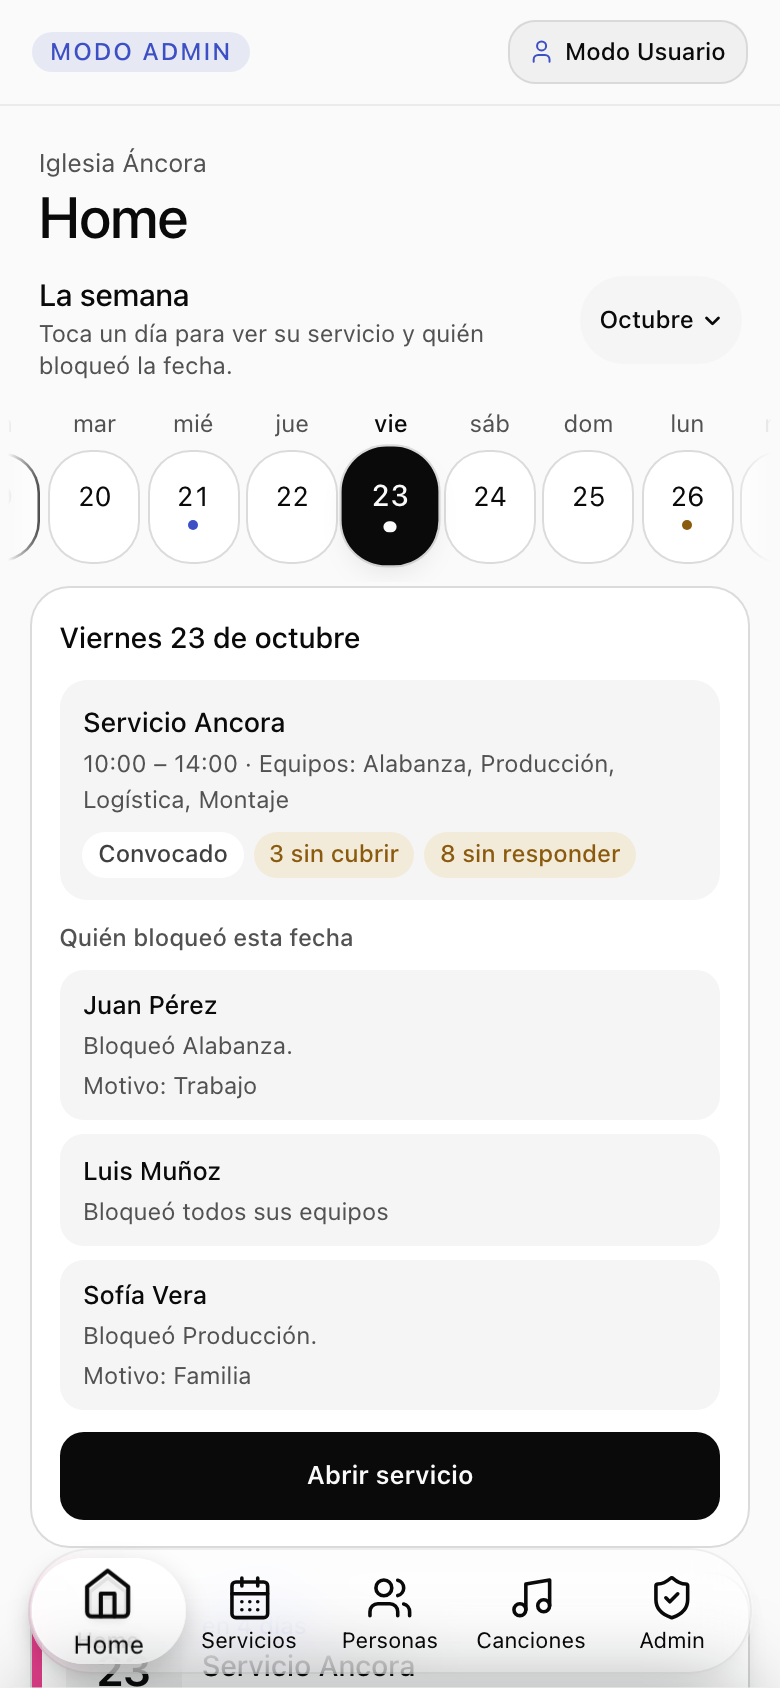 MODO ADMIN
Modo Usuario
Iglesia Áncora
Home
La semana
Toca un día para ver su servicio y quién
bloqueó la fecha.
Octubre
mar mié jue vie sáb dom lun
20 21 22 23 24 25 26
Viernes 23 de octubre
Servicio Ancora
10:00 – 14:00 · Equipos: Alabanza, Producción,
Logística, Montaje
Convocado 3 sin cubrir 8 sin responder
Quién bloqueó esta fecha
Juan Pérez
Bloqueó Alabanza.
Motivo: Trabajo
Luis Muñoz
Bloqueó todos sus equipos
Sofía Vera
Bloqueó Producción.
Motivo: Familia
Abrir servicio
Home Servicios Personas Canciones Admin
23 Servicio Ancora